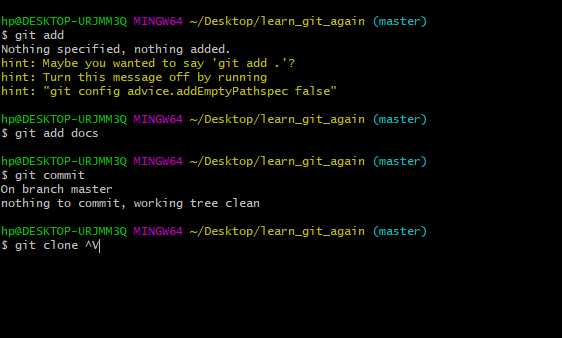 hp@DESKTOP-URJMM3Q MINGW64 ~/Desktop/learn_git_again (master)
$ git add
Nothing specified, nothing added.
hint: Maybe you wanted to say 'git add .'?
hint: Turn this message off by running
hint: "git config advice.addEmptyPathspec false"
hp@DESKTOP-URJMM3Q MINGW64 ~/Desktop/learn_git_again (master)
$ git add docs
hp@DESKTOP-URJMM3Q MINGW64 ~/Desktop/learn_git_again (master)
$ git commit
On branch master
nothing to commit, working tree clean
hp@DESKTOP-URJMM3Q MINGW64 ~/Desktop/learn_git_again (master)
$ git clone ^V